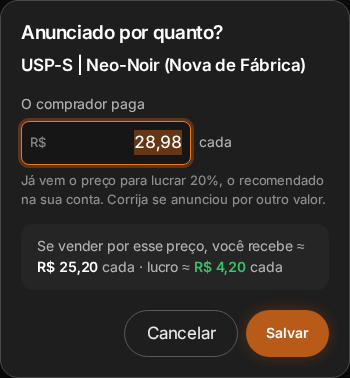 Anunciado por quanto?
USP-S | Neo-Noir (Nova de Fábrica)
O comprador paga
R$ 28,98 cada
Já vem o preço para lucrar 20%, o recomendado
na sua conta. Corrija se anunciou por outro valor.
Se vender por esse preço, você recebe ≈
R$ 25,20 cada · lucro ≈ R$ 4,20 cada
Cancelar Salvar